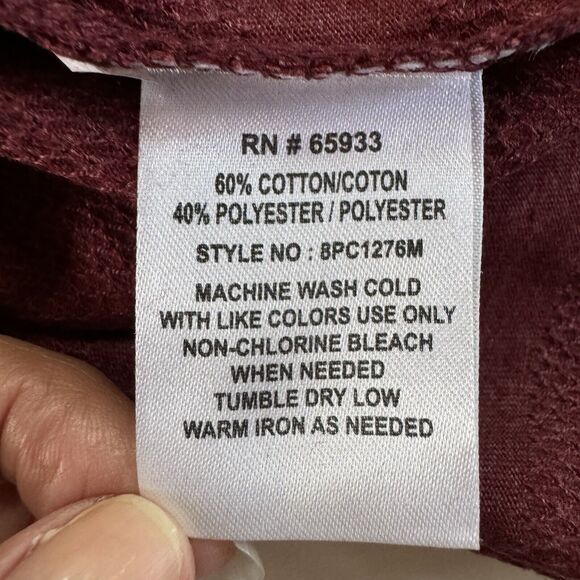 RN # 65933
60% COTTON/COTON
40% POLYESTER / POLYESTER
STYLE NO : 8PC1276M
MACHINE WASH COLD
WITH LIKE COLORS USE ONLY
NON-CHLORINE BLEACH
WHEN NEEDED
TUMBLE DRY LOW
WARM IRON AS NEEDED